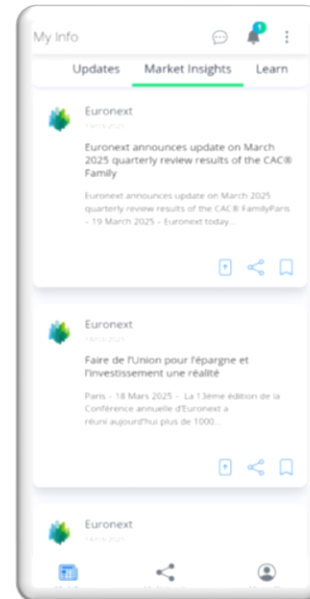 My Info
1
Updates Market Insights Learn
Euronext
Euronext announces update on March
2025 quarterly review results of the CAC®
Family
Euronext announces update on March 2025
quarterly review results of the CAC® FamilyParis
- 19 March 2025 - Euronext today...
Euronext
Faire de l'Union pour l'épargne et
l'investissement une réalité
Paris - 18 Mars 2025 - La 13ème édition de la
Conférence annuelle d'Euronext a
réuni aujourd'hui plus de 1000...
Euronext